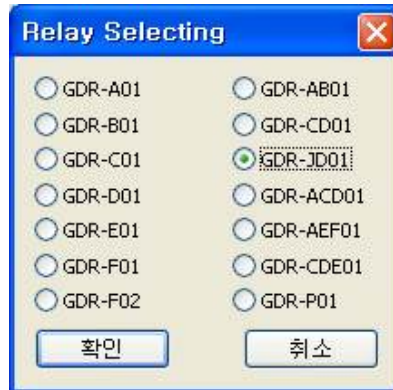 Relay Selecting
GDR-A01
GDR-AB01
GDR-B01
GDR-CD01
GDR-C01
GDR-JD01
GDR-D01
GDR-ACD01
GDR-E01
GDR-AEF01
GDR-F01
GDR-CDE01
GDR-F02
GDR-P01
확인
취소